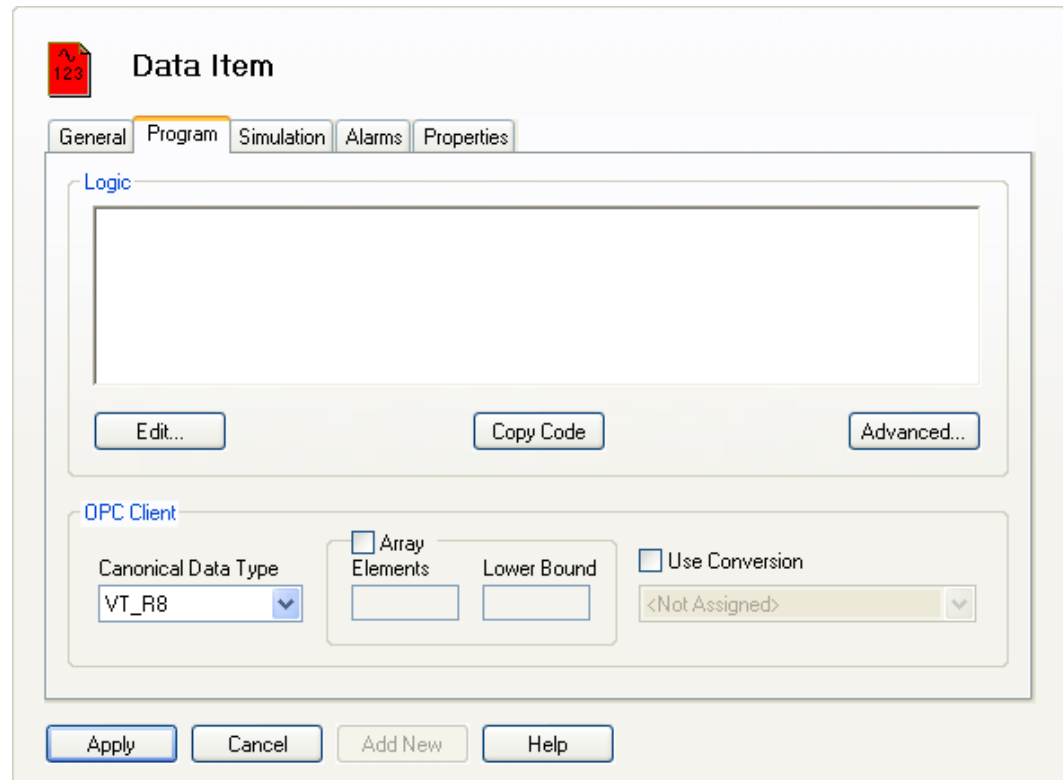 123
Data Item
General Program Simulation Alarms Properties
Logic
Edit... Copy Code Advanced...
OPC Client
Array
Use Conversion
Canonical Data Type
Elements Lower Bound
VT_R8
<Not Assigned>
Apply Cancel Add New Help